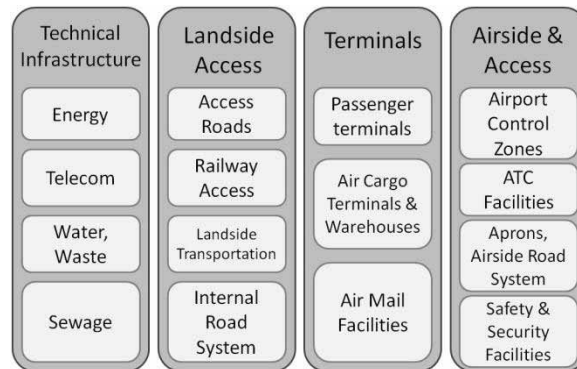 Technical
Infrastructure
Energy
Telecom
Water,
Waste
Sewage
Landside
Access
Access
Roads
Railway
Access
Landside
Transportation
Internal
Road
System
Terminals
Passenger
terminals
Air Cargo
Terminals &
Warehouses
Air Mail
Facilities
Airside &
Access
Airport
Control
Zones
ATC
Facilities
Aprons,
Airside Road
System
Safety &
Security
Facilities